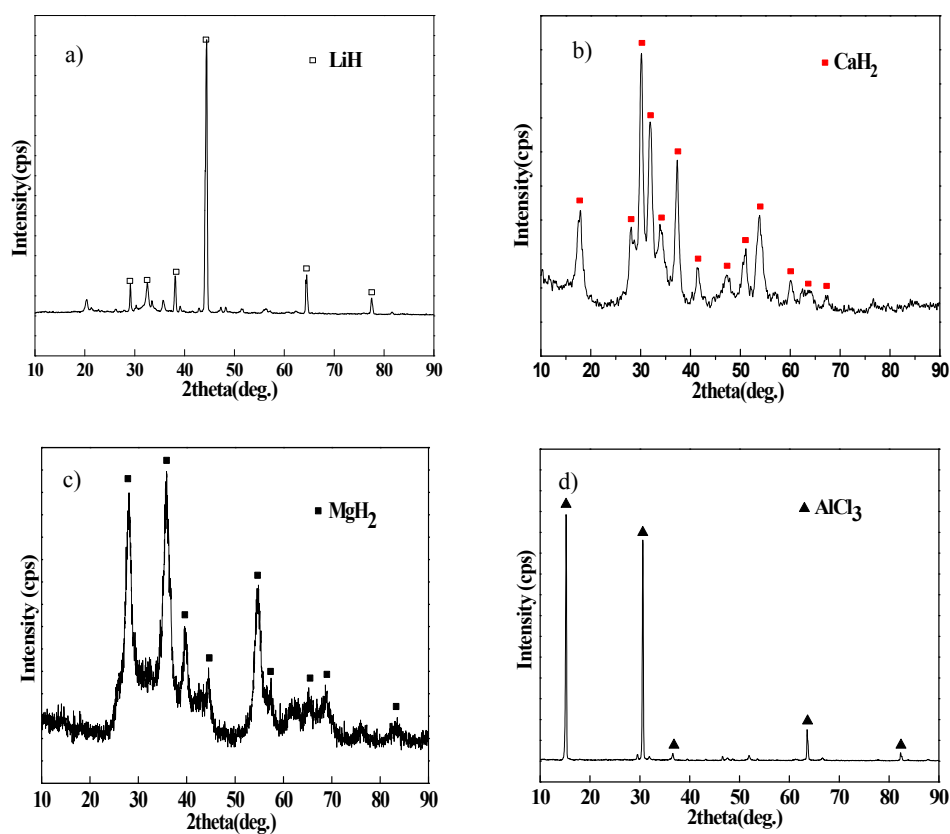 a)
LiH
Intensity(cps)
10 20 30 40 50 60 70 80 90
2theta(deg.)
b)
CaH2
Intensity(cps)
10 20 30 40 50 60 70 80 90
2theta(deg.)
c)
MgH2
Intensity (cps)
10 20 30 40 50 60 70 80 90
2theta(deg.)
d)
AlCl3
Intensity (cps)
10 20 30 40 50 60 70 80 90
2theta(deg.)